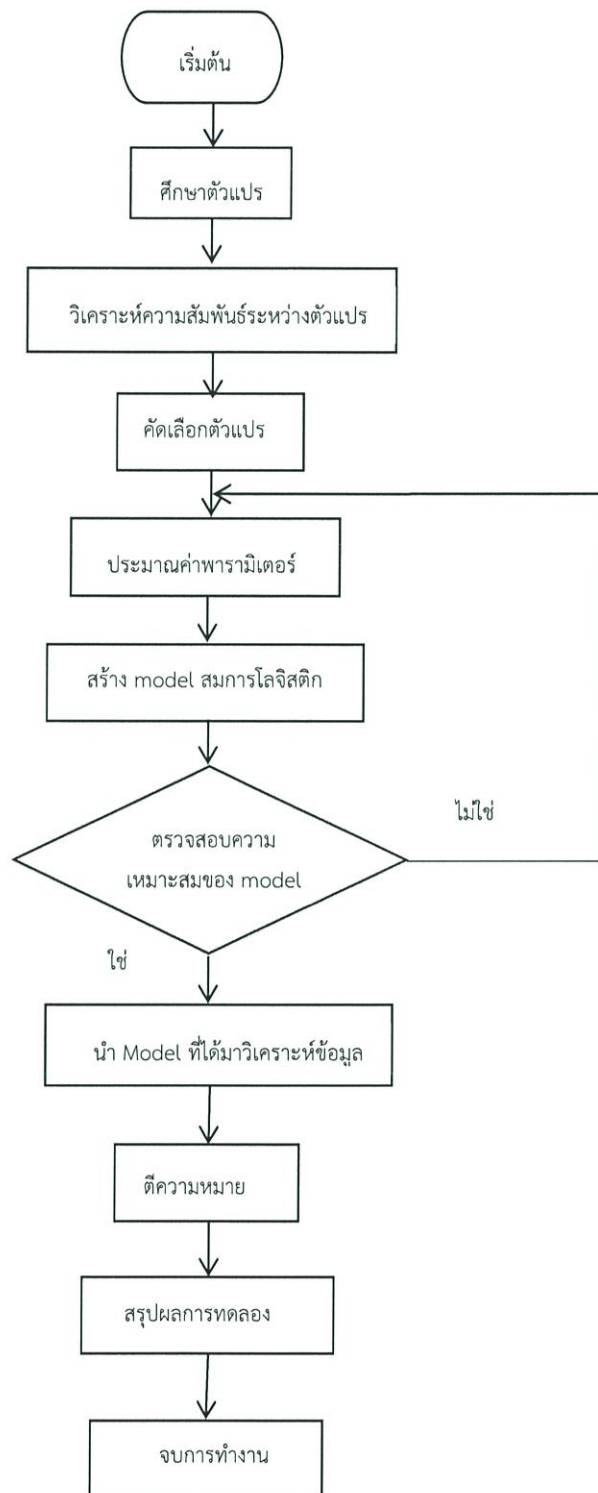 เริ่มต้น
ศึกษาตัวแปร
วิเคราะห์ความสัมพันธ์ระหว่างตัวแปร
คัดเลือกตัวแปร
ประมาณค่าพารามิเตอร์
สร้าง model สมการโลจิสติก
ตรวจสอบความ
เหมาะสมของ model
ไม่ใช่
ใช่
นำ Model ที่ได้มาวิเคราะห์ข้อมูล
ตีความหมาย
สรุปผลการทดลอง
จบการทำงาน